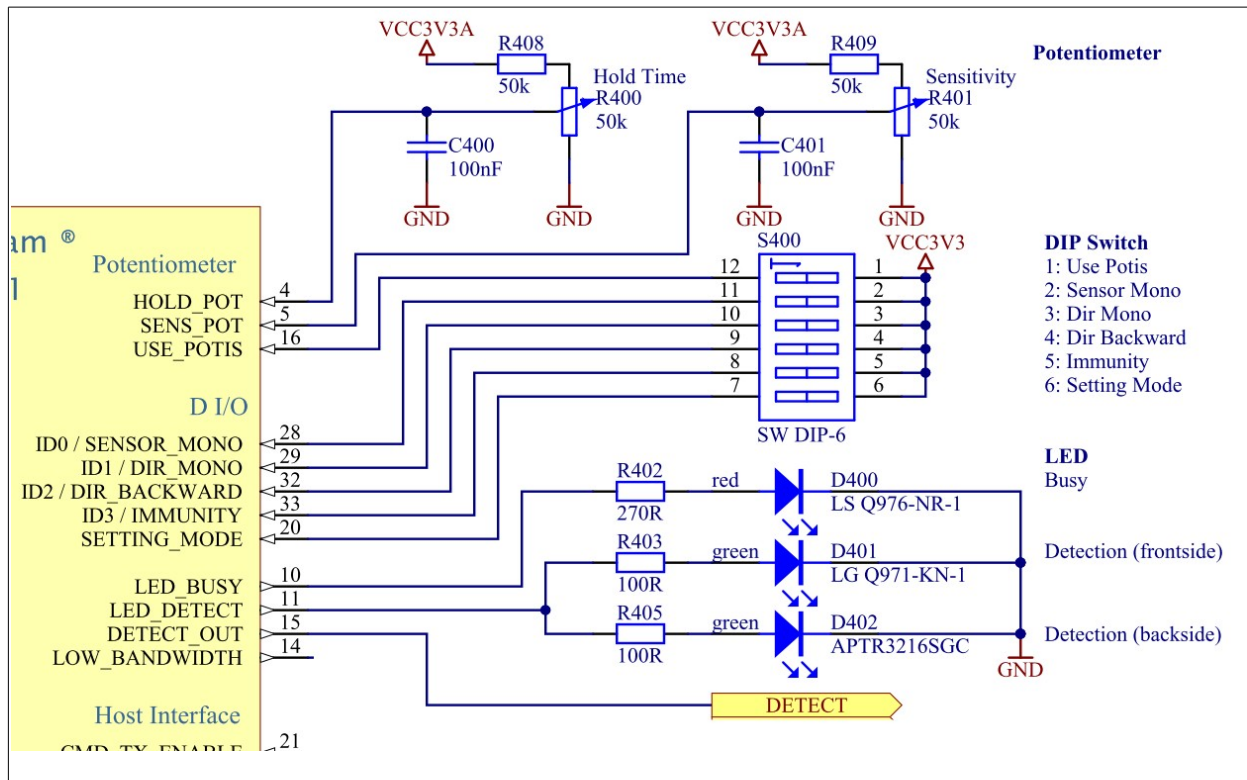 VCC3V3A
R408
50k
Hold Time
R400
50k
C400
100nF
GND
GND
VCC3V3A
R409
50k
Sensitivity
R401
50k
C401
100nF
GND
GND
Potentiometer
am ®
1
Potentiometer
HOLD_POT 4
SENS_POT 5
USE_POTIS 16
D I/O
ID0 / SENSOR_MONO 28
ID1 / DIR_MONO 29
ID2 / DIR_BACKWARD 32
ID3 / IMMUNITY 33
SETTING_MODE 20
LED_BUSY 10
LED_DETECT 11
DETECT_OUT 15
LOW_BANDWIDTH 14
Host Interface
CMD_TX_ENABLE 21
S400
VCC3V3
12 1
11 2
10 3
9 4
8 5
7 6
SW DIP-6
DIP Switch
1: Use Potis
2: Sensor Mono
3: Dir Mono
4: Dir Backward
5: Immunity
6: Setting Mode
LED
Busy
R402
270R
red
D400
LS Q976-NR-1
R403
100R
green
D401
LG Q971-KN-1
Detection (frontside)
R405
100R
green
D402
APTR3216SGC
Detection (backside)
GND
DETECT